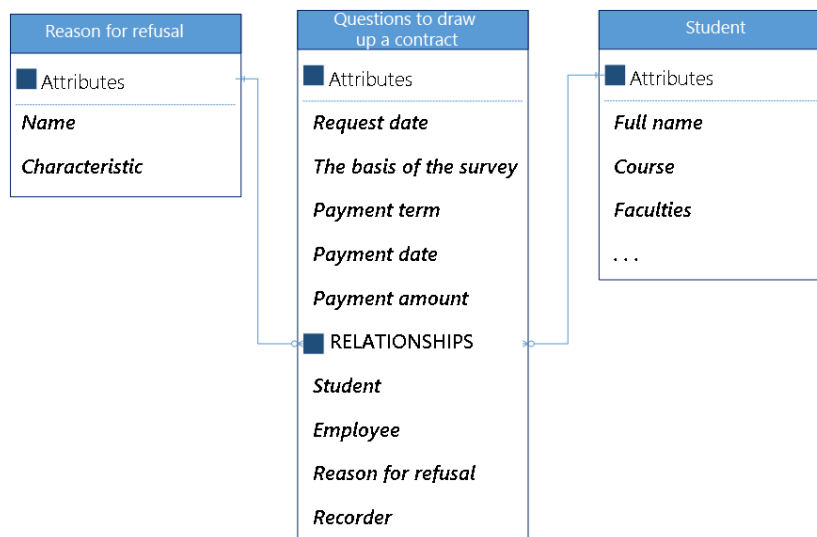 Reason for refusal
Attributes
Name
Characteristic
Questions to draw
up a contract
Attributes
Request date
The basis of the survey
Payment term
Payment date
Payment amount
RELATIONSHIPS
Student
Employee
Reason for refusal
Recorder
Student
Attributes
Full name
Course
Faculties
. . .